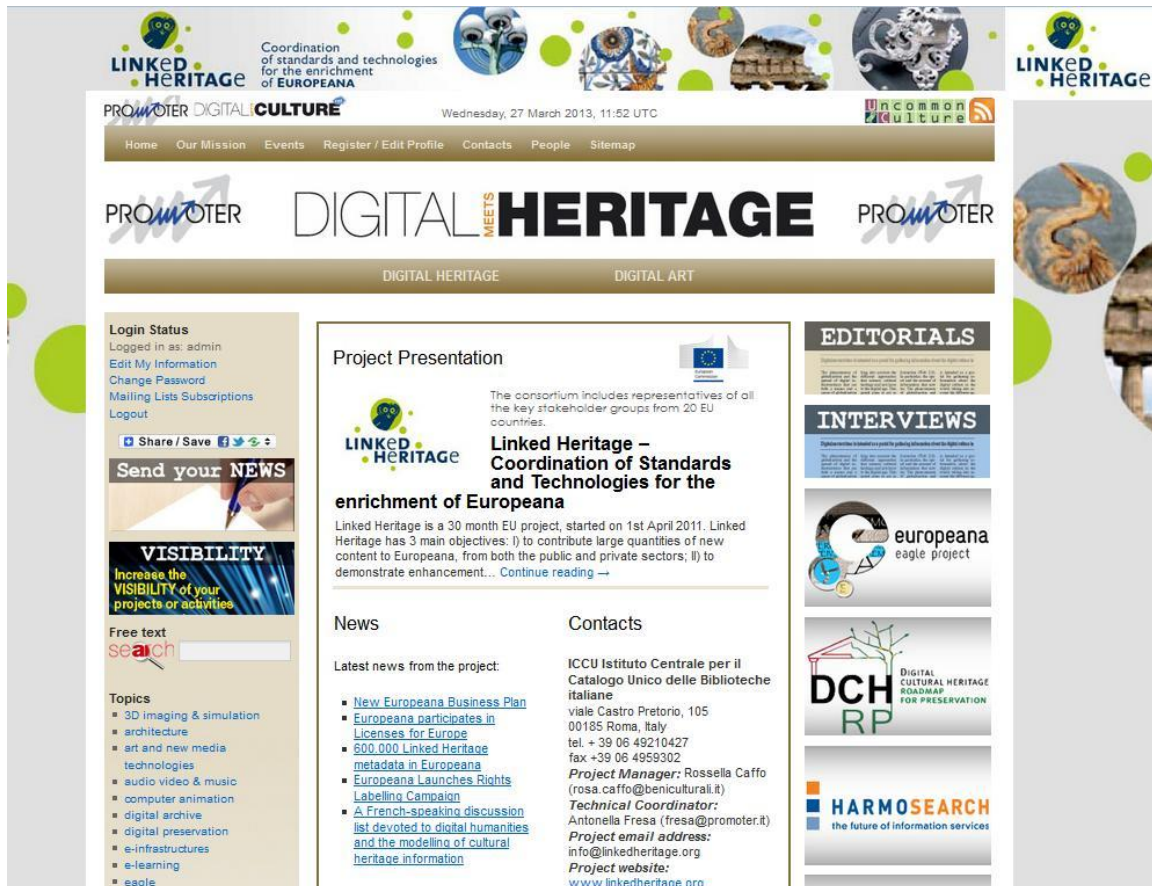 LINKED HERITAGE
Coordination
of standards and technologies
for the enrichment
of EUROPEANA
LINKED HERITAGE
PROMOTER DIGITAL CULTURE
Wednesday, 27 March 2013, 11:52 UTC
Uncommon Culture
Home Our Mission Events Register / Edit Profile Contacts People Sitemap
PROMOTER
DIGITAL MEETS HERITAGE
PROMOTER
DIGITAL HERITAGE DIGITAL ART
Login Status
Logged in as: admin
Edit My Information
Change Password
Mailing Lists Subscriptions
Logout
Share / Save
Send your NEWS
VISIBILITY
Increase the
VISIBILITY of your
projects or activities
Free text
search
Topics
3D imaging & simulation
architecture
art and new media
technologies
audio video & music
computer animation
digital archive
digital preservation
e-infrastructures
e-learning
eagle
Project Presentation
European
Commission
The consortium includes representatives of all
the key stakeholder groups from 20 EU
countries.
LINKED HERITAGE
Linked Heritage –
Coordination of Standards
and Technologies for the
enrichment of Europeana
Linked Heritage is a 30 month EU project, started on 1st April 2011. Linked
Heritage has 3 main objectives: I) to contribute large quantities of new
content to Europeana, from both the public and private sectors; II) to
demonstrate enhancement… Continue reading →
News
Latest news from the project:
New Europeana Business Plan
Europeana participates in
Licenses for Europe
600.000 Linked Heritage
metadata in Europeana
Europeana Launches Rights
Labelling Campaign
A French-speaking discussion
list devoted to digital humanities
and the modelling of cultural
heritage information
Contacts
ICCU Istituto Centrale per il
Catalogo Unico delle Biblioteche
italiane
viale Castro Pretorio, 105
00185 Roma, Italy
tel. + 39 06 49210427
fax +39 06 4959302
Project Manager: Rossella Caffo
(rosa.caffo@beniculturali.it)
Technical Coordinator:
Antonella Fresa (fresa@promoter.it)
Project email address:
info@linkedheritage.org
Project website:
www.linkedheritage.org
EDITORIALS
INTERVIEWS
europeana
eagle project
DCH
RP
DIGITAL
CULTURAL HERITAGE
ROADMAP
FOR PRESERVATION
HARMOSEARCH
the future of information services